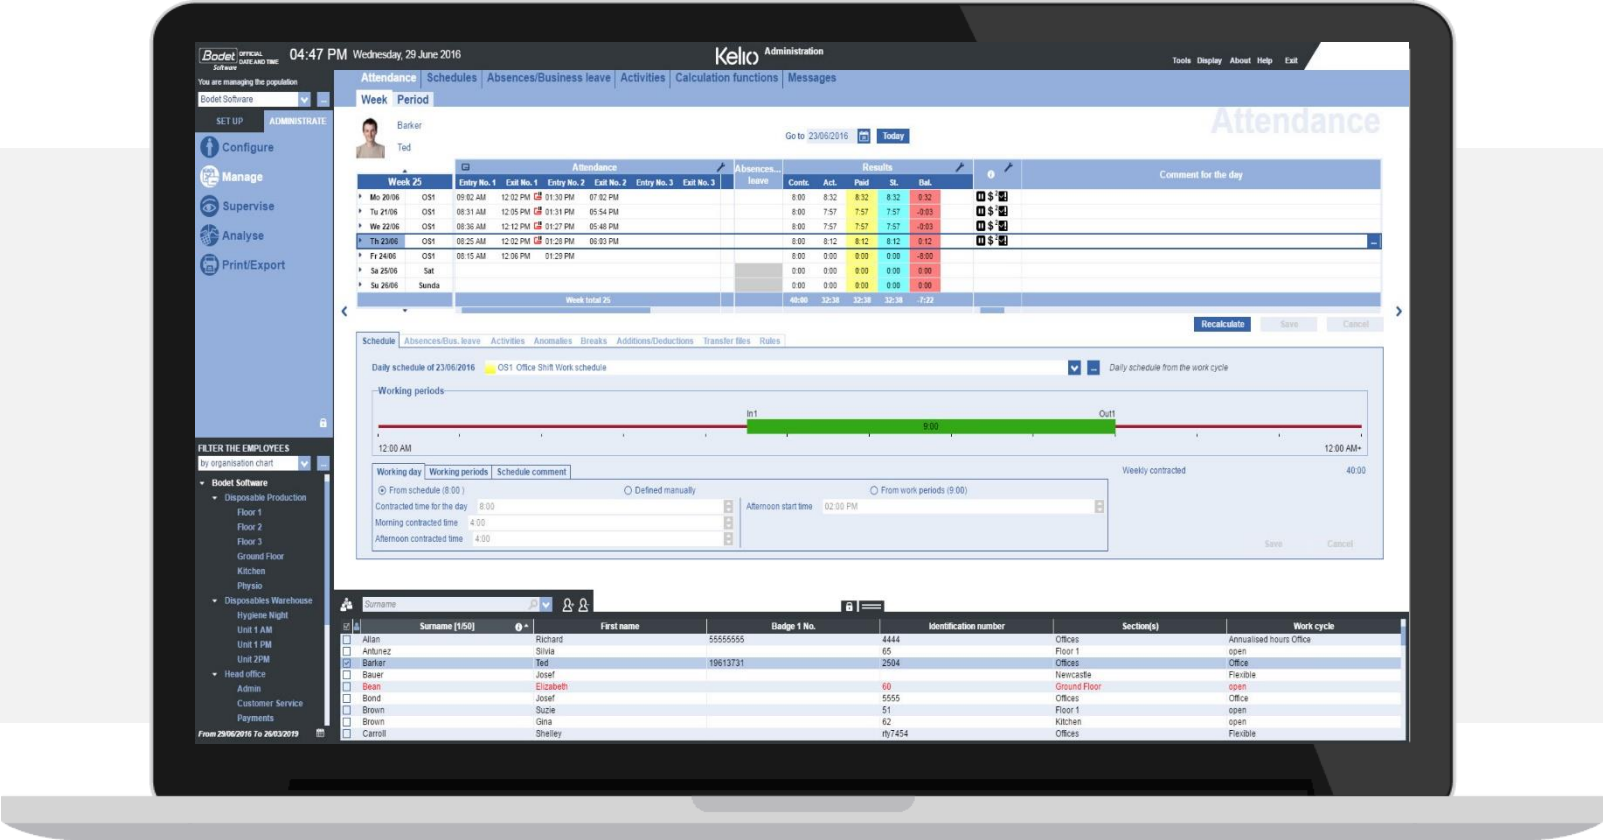 Bodet OFFICIAL DATE AND TIME 04:47 PM Wednesday, 29 June 2016 Kelio Administration
Software
Tools Display About Help Exit
You are managing the population
Bodet Software
SET UP ADMINISTRATE
Configure
Manage
Supervise
Analyse
Print/Export
Attendance Schedules Absences/Business leave Activities Calculation functions Messages
Week Period
Attendance
Barker
Ted
Go to 23/06/2016 Today
Attendance Absences... leave Results Comment for the day
Week 25 Entry No. 1 Exit No. 1 Entry No. 2 Exit No. 2 Entry No. 3 Exit No. 3 Contr. Act. Paid St. Bal.
Mo 20/06 OS1 09:02 AM 12:02 PM 01:30 PM 07:02 PM 8:00 8:32 8:32 8:32 0:32
Tu 21/06 OS1 08:31 AM 12:05 PM 01:31 PM 05:54 PM 8:00 7:57 7:57 7:57 -0:03
We 22/06 OS1 08:36 AM 12:12 PM 01:27 PM 05:48 PM 8:00 7:57 7:57 7:57 -0:03
Th 23/06 OS1 08:25 AM 12:02 PM 01:28 PM 06:03 PM 8:00 8:12 8:12 8:12 0:12
Fr 24/06 OS1 08:15 AM 12:06 PM 01:29 PM 8:00 0:00 0:00 0:00 -8:00
Sa 25/06 Sat 0:00 0:00 0:00 0:00 0:00
Su 26/06 Sunda 0:00 0:00 0:00 0:00 0:00
Week total 25 40:00 32:38 32:38 32:38 -7:22
Recalculate Save Cancel
Schedule Absences/Bus. leave Activities Anomalies Breaks Additions/Deductions Transfer files Rules
Daily schedule of 23/06/2016 OS1 Office Shift Work schedule Daily schedule from the work cycle
Working periods
In1 Out1
9:00
12:00 AM 12:00 AM+
Working day Working periods Schedule comment
Weekly contracted 40:00
From schedule (8:00 ) Defined manually From work periods (9:00)
Contracted time for the day 8:00 Afternoon start time 02:00 PM
Morning contracted time 4:00
Afternoon contracted time 4:00
Save Cancel
FILTER THE EMPLOYEES
by organisation chart
Bodet Software
Disposable Production
Floor 1
Floor 2
Floor 3
Ground Floor
Kitchen
Physio
Disposables Warehouse
Hygiene Night
Unit 1 AM
Unit 1 PM
Unit 2PM
Head office
Admin
Customer Service
Payments
From 29/06/2016 To 26/03/2019
Surname
Surname [1/50] First name Badge 1 No. Identification number Section(s) Work cycle
Allan Richard 55555555 4444 Offices Annualised hours Office
Antunez Silvia 65 Floor 1 open
Barker Ted 19613731 2504 Offices Office
Bauer Josef Newcastle Flexible
Bean Elizabeth 60 Ground Floor open
Bond Josef 5555 Offices Office
Brown Suzie 51 Floor 1 open
Brown Gina 62 Kitchen open
Carroll Shelley rly7454 Offices Flexible